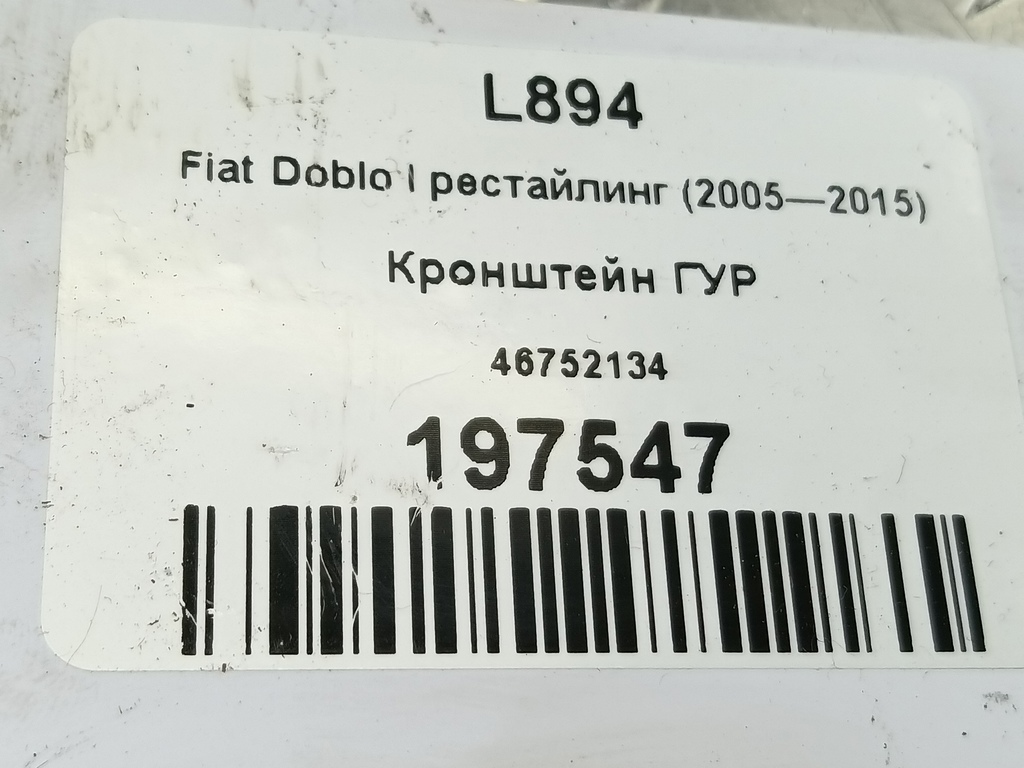 L894
Fiat Doblo I рестайлинг (2005—2015)
Кронштейн ГУР
46752134
197547